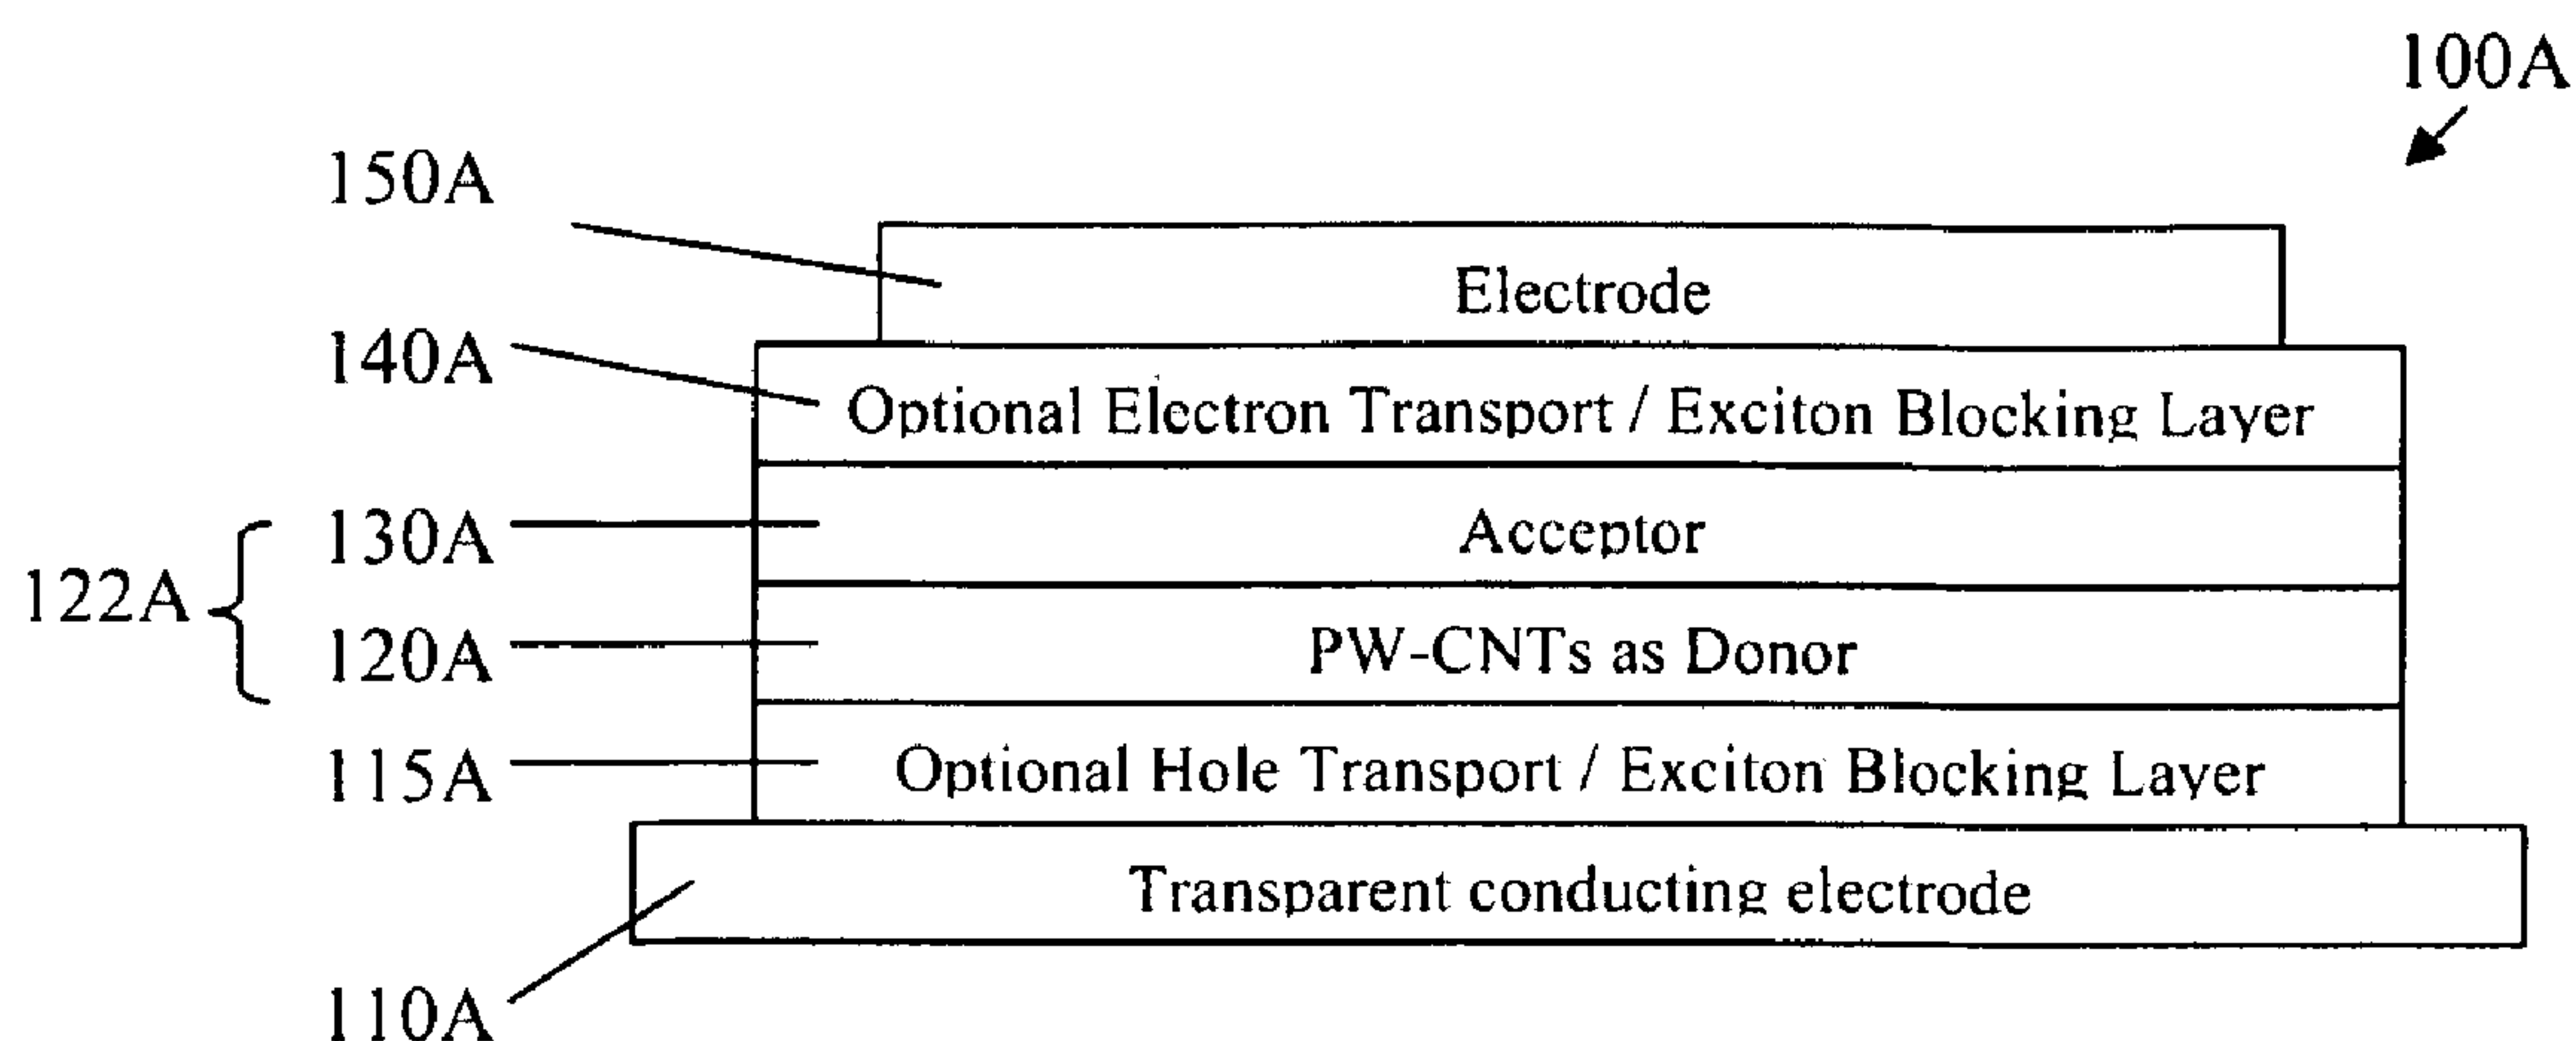 100A
150A
Electrode
140A
Optional Electron Transport / Exciton Blocking Layer
130A
Acceptor
122A
120A
PW-CNTs as Donor
115A
Optional Hole Transport / Exciton Blocking Layer
Transparent conducting electrode
110A